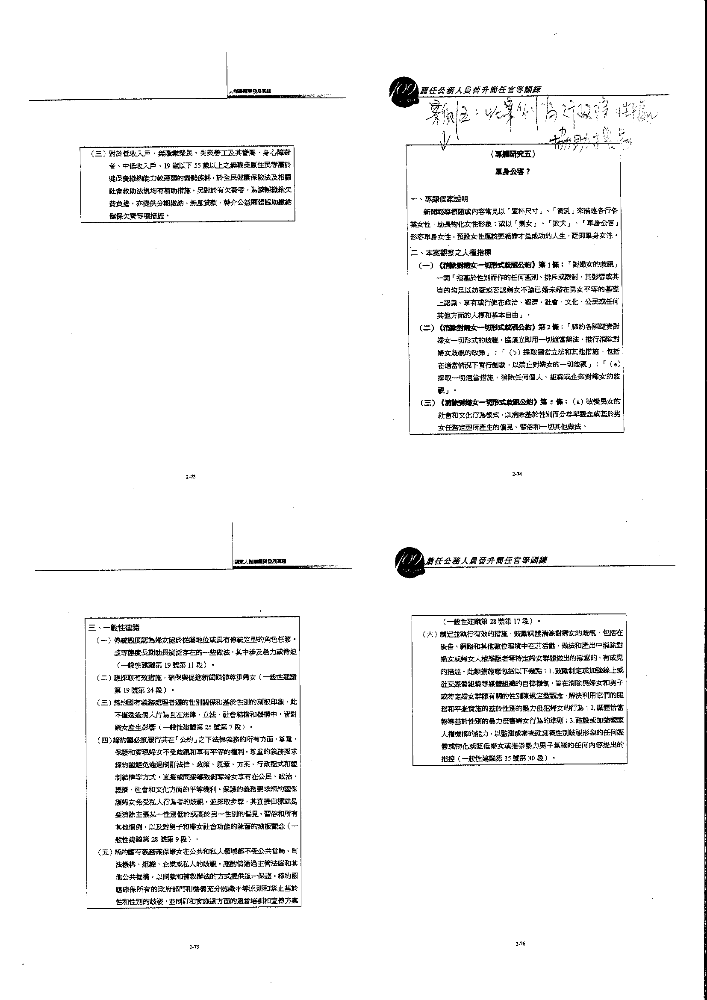 人權議題與發展專題
（三）對於低收入戶、無職業榮民、失業勞工及其眷屬、身心障礙
者、中低收入戶、19 歲以下 55 歲以上之無職業原住民等屬於
健保費繳納能力較薄弱的弱勢族群，於全民健康保險法及相關
社會救助法規均有補助措施。另對於有欠費者，為減輕繳納欠
費負擔，亦提供分期繳納、無息貸款、轉介公益團體協助繳納
健保欠費等項措施。
2-73
109
薦任公務人員晉升簡任官等訓練
案例五：此案例為行政院性平處
協助撰寫
〈專題研究五〉
單身公害？
一、專題個案說明
新聞報導標題或內容常見以「罩杯尺寸」、「貧乳」來描述各行各
業女性，助長物化女性形象；或以「剩女」、「敗犬」、「單身公害」
形容單身女性，預設女性應該要結婚才是成功的人生，貶抑單身女性。
二、本案觀察之人權指標
（一）《消除對婦女一切形式歧視公約》第 1 條：「對婦女的歧視」
一詞「指基於性別而作的任何區別、排斥或限制，其影響或其
目的均足以妨礙或否認婦女不論已婚未婚在男女平等的基礎
上認識、享有或行使在政治、經濟、社會、文化、公民或任何
其他方面的人權和基本自由」。
（二）《消除對婦女一切形式歧視公約》第 2 條：「締約各國譴責對
婦女一切形式的歧視，協議立即用一切適當辦法，推行消除對
婦女歧視的政策」；「（b）採取適當立法和其他措施，包括
在適當情況下實行制裁，以禁止對婦女的一切歧視」；「（e）
採取一切適當措施，消除任何個人、組織或企業對婦女的歧
視」。
（三）《消除對婦女一切形式歧視公約》第 5 條：（a）改變男女的
社會和文化行為模式，以消除基於性別而分尊卑觀念或基於男
女任務定型所產生的偏見、習俗和一切其他做法。
2-74
國家人權議題與發展專題
三、一般性建議
（一）傳統態度認為婦女處於從屬地位或具有傳統定型的角色任務。
該等態度長期助長廣泛存在的一些做法，其中涉及暴力或脅迫
（一般性建議第 19 號第 11 段）。
（二）應採取有效措施，確保與促進新聞媒體尊重婦女（一般性建議
第 19 號第 24 段）。
（三）締約國有義務處理普遍的性別關係和基於性別的刻板印象，此
不僅透過個人行為且在法律、立法、社會結構和機構中，皆對
婦女產生影響（一般性建議第 25 號第 7 段）。
（四）締約國必須履行其在「公約」之下法律義務的所有方面，尊重、
保護和實現婦女不受歧視和享有平等的權利。尊重的義務要求
締約國避免通過制訂法律、政策、規章、方案、行政程式和體
制結構等方式，直接或間接導致剝奪婦女享有在公民、政治、
經濟、社會和文化方面的平等權利。保護的義務要求締約國保
護婦女免受私人行為者的歧視，並採取步驟，其直接目標就是
要消除主張某一性別低於或高於另一性別的偏見、習俗和所有
其他慣例，以及對男子和婦女社會功能的陳舊的刻板觀念（一
般性建議第 28 號第 9 段）。
（五）締約國有義務確保婦女在公共和私人領域都不受公共當局、司
法機構、組織、企業或私人的歧視。應酌情通過主管法庭和其
他公共機構，以制裁和補救辦法的方式提供這一保護。締約國
應確保所有的政府部門和機構充分認識平等原則和禁止基於
性和性別的歧視，並制訂和實施這方面的適當培訓和宣傳方案
2-75
109
薦任公務人員晉升簡任官等訓練
（一般性建議第 28 號第 17 段）。
（六）制定並執行有效的措施，鼓勵媒體消除對婦女的歧視，包括在
廣告、網路和其他數位環境中在其活動、做法和產出中消除對
婦女或婦女人權維護者等特定婦女群體做出的惡意的、有成見
的描述。此類措施應包括以下幾點：1.鼓勵制定或加強線上或
社交媒體組織等媒體組織的自律機制，旨在消除與婦女和男子
或特定婦女群體有關的性別陳規定型觀念，解決利用它們的服
務和平臺實施的基於性別的暴力侵犯婦女的行為；2.媒體恰當
報導基於性別的暴力侵害婦女行為的準則；3.建設或加強國家
人權機構的能力，以監測或審查就刻畫性別歧視形象的任何媒
體或物化或貶低婦女或推崇暴力男子氣概的任何內容提出的
指控（一般性建議第 35 號第 30 段）。
2-76